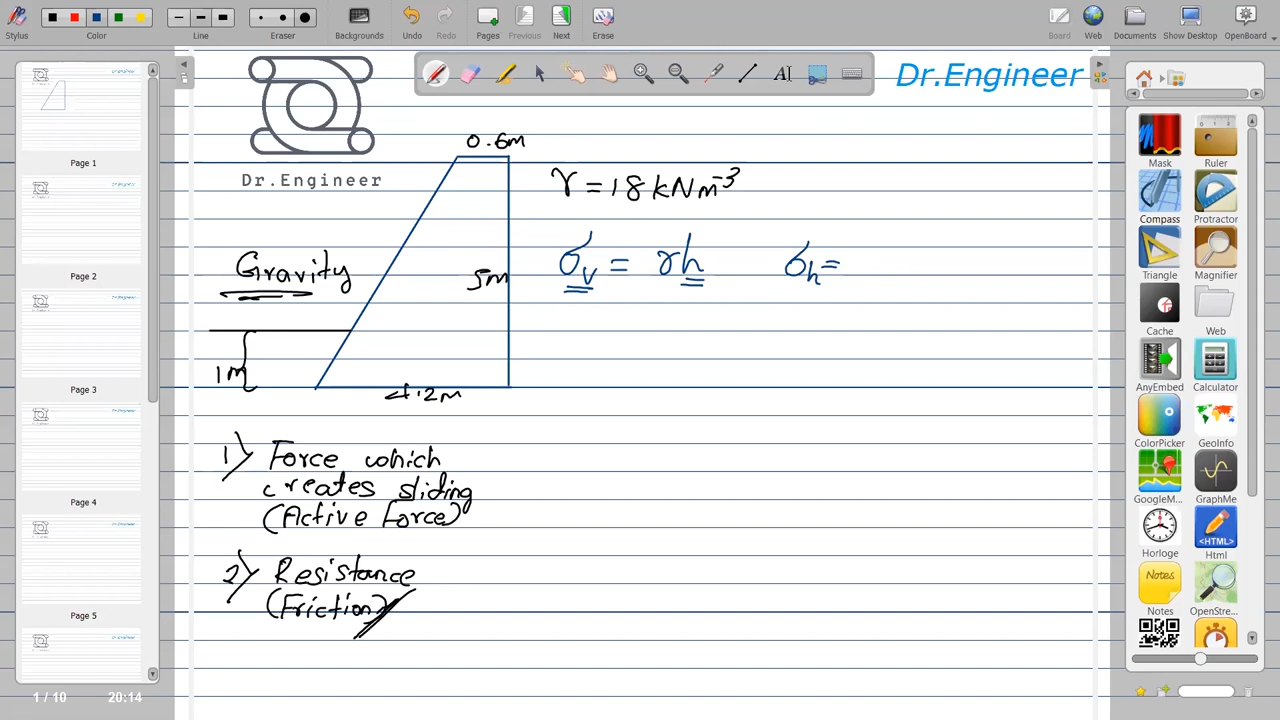 Stylus
Color
Line
Eraser
Backgrounds
Undo
Redo
Pages
Previous
Next
Erase
Board
Web
Documents
Show Desktop
OpenBoard
Dr.Engineer
Dr.Engineer
0.6m
γ = 18 kNm⁻³
σv = γh
σh =
Gravity
5m
1m
4.2m
1) Force which
creates sliding
(Active Force)
2) Resistance
(Friction)
Page 1
Page 2
Page 3
Page 4
Page 5
1 / 10
20:14
Mask
Ruler
Compass
Protractor
Triangle
Magnifier
Cache
Web
AnyEmbed
Calculator
ColorPicker
GeoInfo
GoogleM...
GraphMe
Horloge
<HTML>
Html
Notes
Notes
OpenStre...